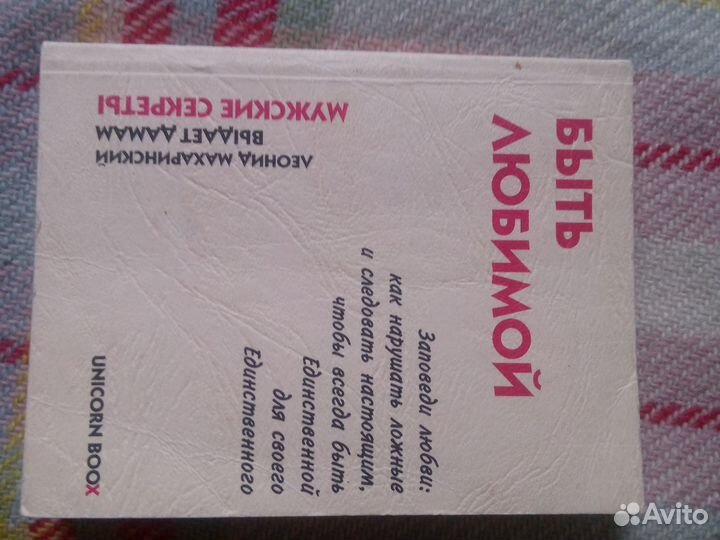 БЫТЬ
ЛЮБИМОЙ
ЛЕОНИД МАХАРИНСКИЙ
ВЫДАЕТ ДАМАМ
МУЖСКИЕ СЕКРЕТЫ
Заповеди любви:
как нарушать ложные
и следовать настоящим,
чтобы всегда быть
Единственной
для своего
Единственного
UNICORN BOOX
Avito